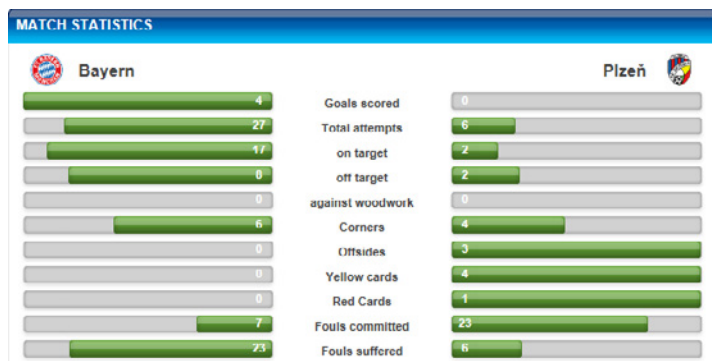 MATCH STATISTICS
Bayern Plzeň
4 Goals scored 0
27 Total attempts 6
17 on target 2
8 off target 2
0 against woodwork 0
6 Corners 4
0 Offsides 3
0 Yellow cards 4
0 Red Cards 1
7 Fouls committed 23
23 Fouls suffered 6